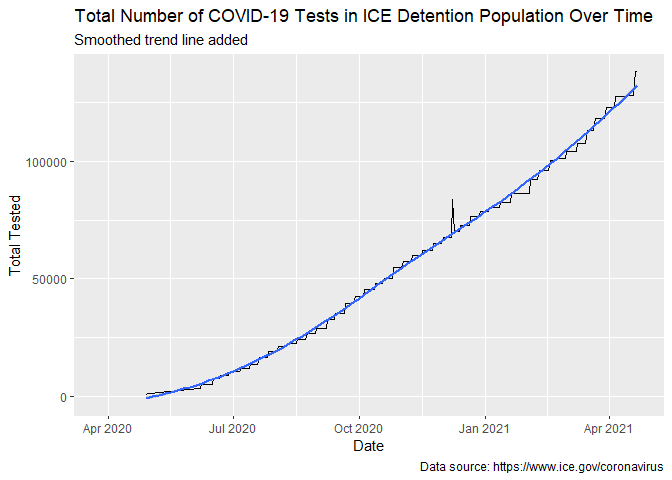 Total Number of COVID-19 Tests in ICE Detention Population Over Time
Smoothed trend line added
Total Tested
100000
50000
0
Apr 2020
Jul 2020
Oct 2020
Jan 2021
Apr 2021
Date
Data source: https://www.ice.gov/coronavirus